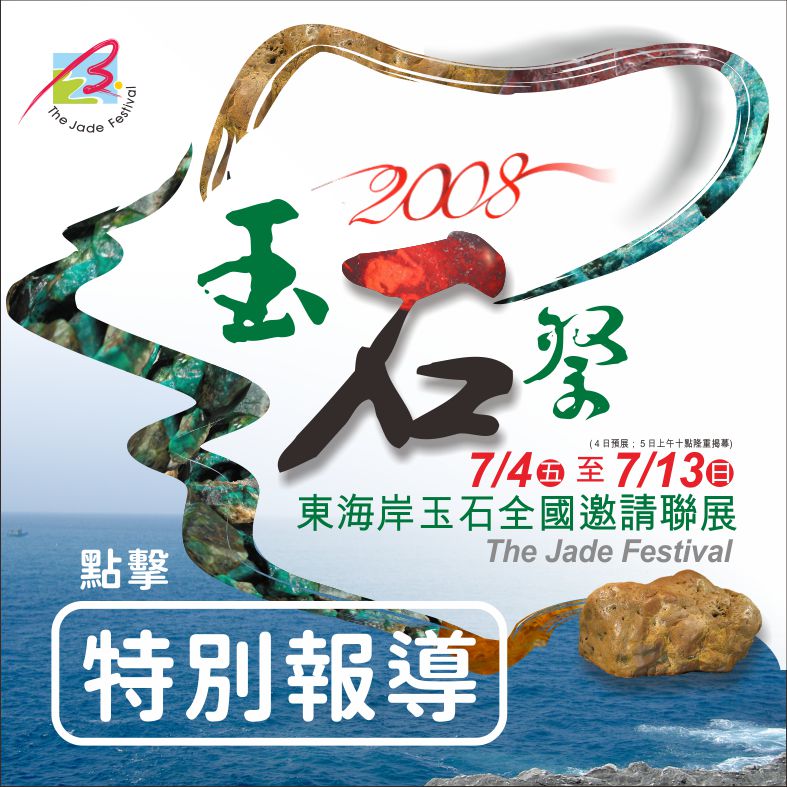 The Jade Festival
2008
玉石祭
(4日預展；5日上午十點隆重揭幕)
7/4五 至 7/13日
東海岸玉石全國邀請聯展
The Jade Festival
點擊
特別報導